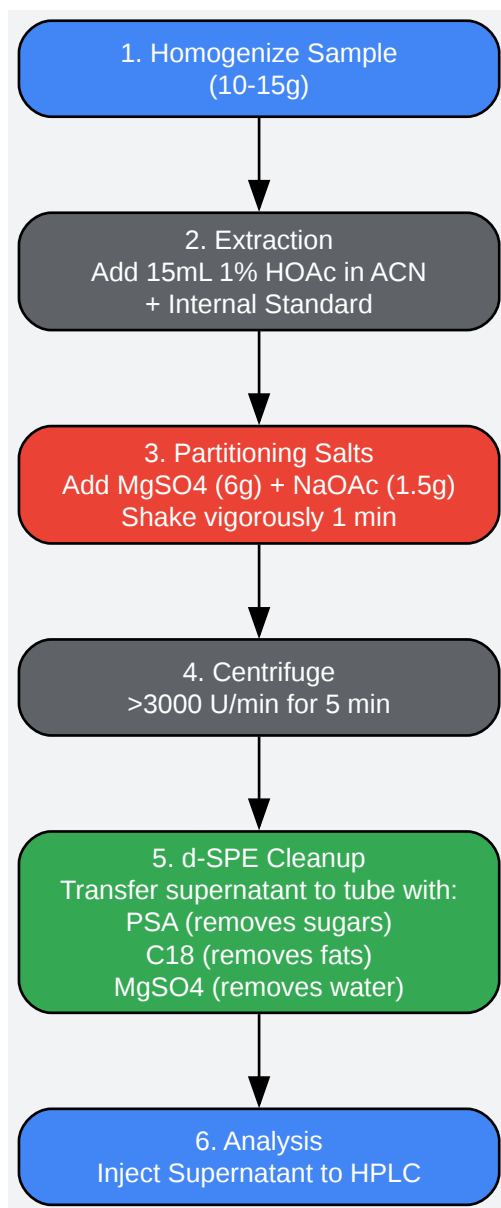 1. Homogenize Sample
(10-15g)
2. Extraction
Add 15mL 1% HOAc in ACN
+ Internal Standard
3. Partitioning Salts
Add MgSO4 (6g) + NaOAc (1.5g)
Shake vigorously 1 min
4. Centrifuge
>3000 U/min for 5 min
5. d-SPE Cleanup
Transfer supernatant to tube with:
PSA (removes sugars)
C18 (removes fats)
MgSO4 (removes water)
6. Analysis
Inject Supernatant to HPLC